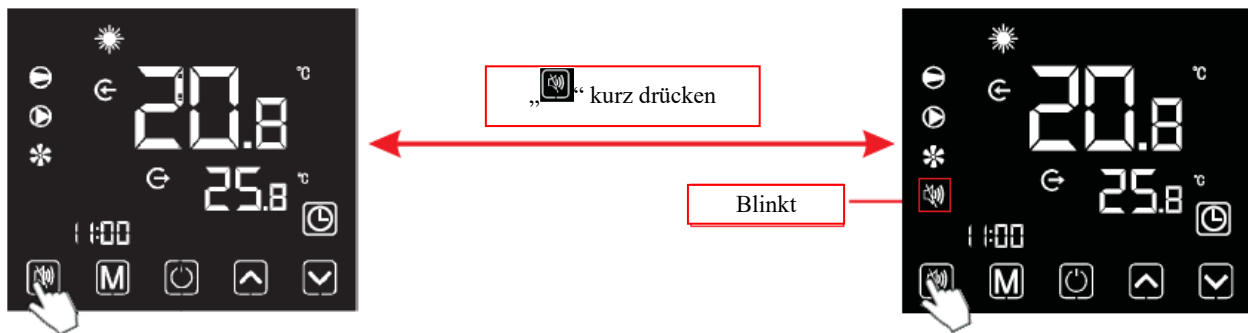 20.8 °C
25.8 °C
11:00
M
„ “ kurz drücken
Blinkt
20.8 °C
25.8 °C
11:00
M